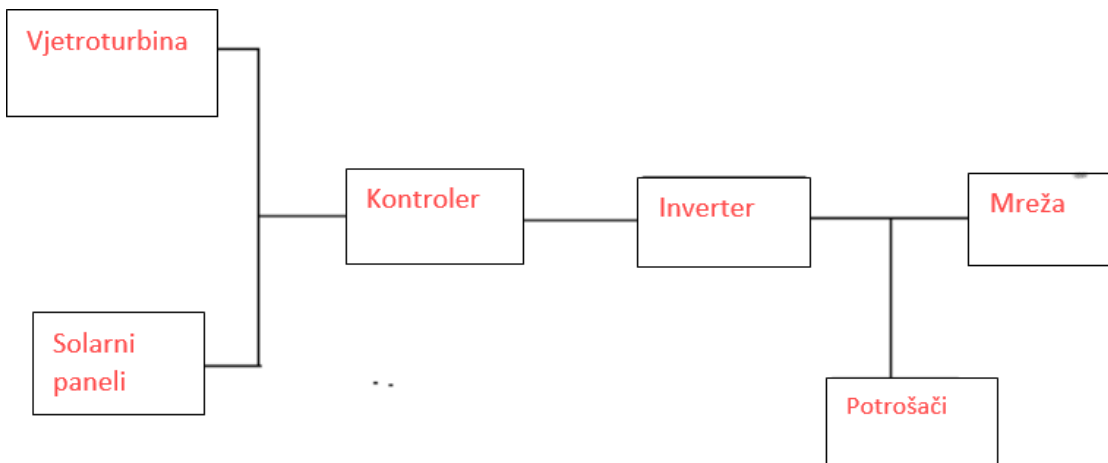 Vjetroturbina
Kontroler
Inverter
Mreža
Solarni
paneli
Potrošači